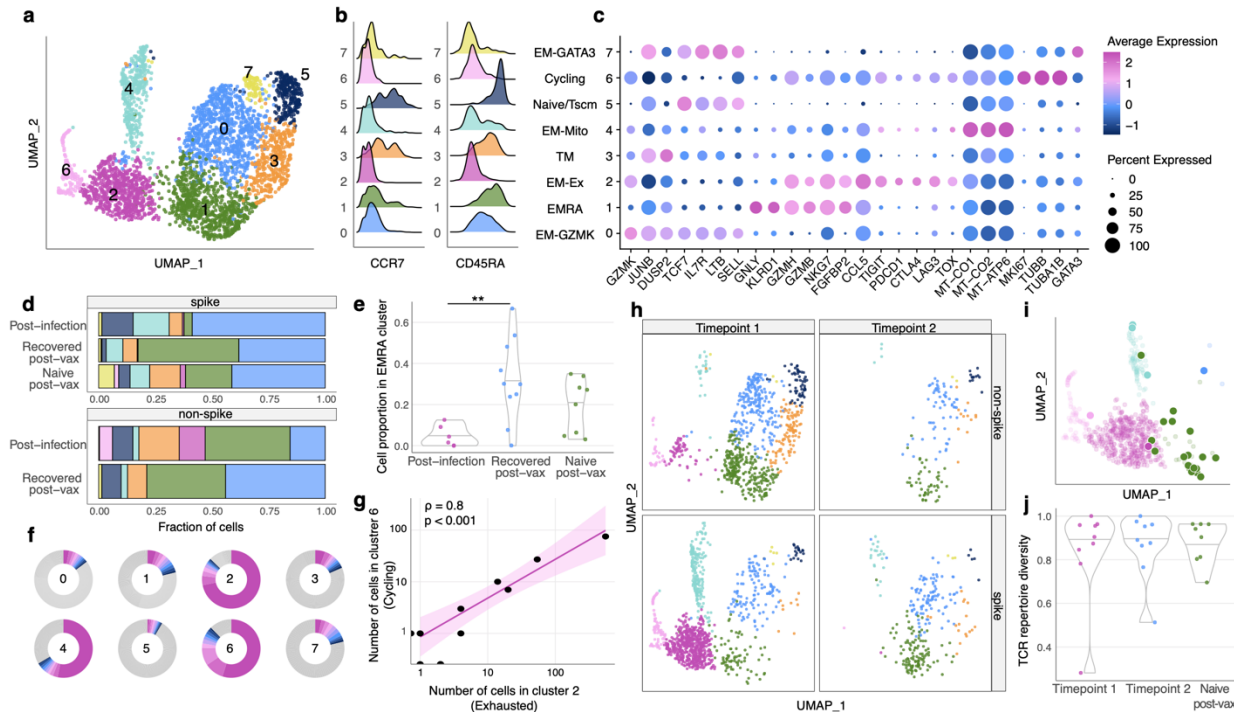 a
UMAP_2
UMAP_1
4
7
5
0
3
6
2
1
b
7
6
5
4
3
2
1
0
CCR7
CD45RA
c
EM-GATA3
Cycling
Naive/Tscm
EM-Mito
TM
EM-Ex
EMRA
EM-GZMK
7
6
5
4
3
2
1
0
GZMK
JUNB
DUSP2
TCF7
IL7R
LTB
SELL
GNLY
KLRD1
GZMH
GZMB
NKG7
FGFBP2
CCL5
TIGIT
PDCD1
CTLA4
LAG3
TOX
MT-CO1
MT-CO2
MT-ATP6
MKI67
TUBB
TUBA1B
GATA3
Average Expression
2
1
0
-1
Percent Expressed
0
25
50
75
100
d
spike
Post-infection
Recovered
post-vax
Naive
post-vax
0.00 0.25 0.50 0.75 1.00
non-spike
Post-infection
Recovered
post-vax
0.00 0.25 0.50 0.75 1.00
Fraction of cells
e
**
Cell proportion in EMRA cluster
0.6
0.4
0.2
0.0
Post-infection
Recovered
post-vax
Naive
post-vax
f
0
1
2
3
4
5
6
7
g
ρ = 0.8
p < 0.001
Number of cells in crustrer 6
(Cycling)
100
10
1
1 10 100
Number of cells in cluster 2
(Exhausted)
h
Timepoint 1
Timepoint 2
non-spike
spike
UMAP_2
UMAP_1
i
UMAP_2
UMAP_1
j
TCR repertoire diversity
1.0
0.8
0.6
0.4
Timepoint 1
Timepoint 2
Naive
post-vax